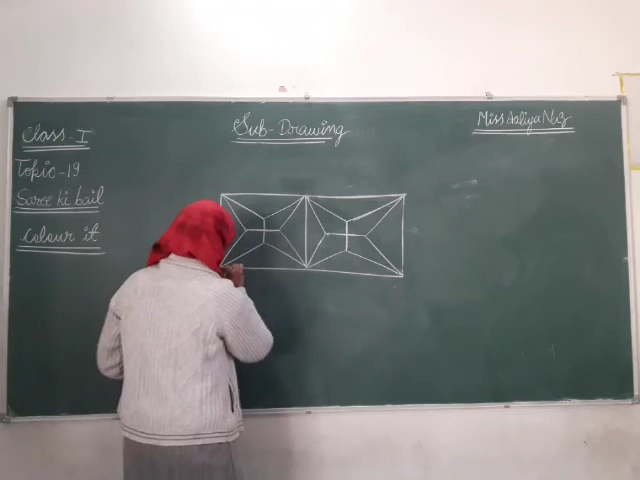 Class-I
Sub-Drawing
Miss Aaliya Naz
Topic-19
Saree ki bail
Colour it